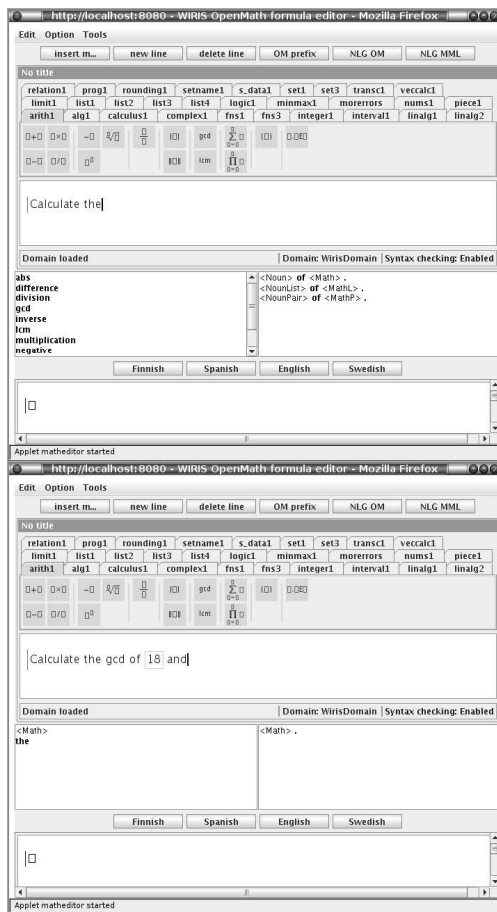 http://localhost:8080 - WIRIS OpenMath formula editor - Mozilla Firefox
Edit Option Tools
insert m... new line delete line OM prefix NLG OM NLG MML
No title
relation1 prog1 rounding1 setname1 s_data1 set1 set3 transc1 veccalc1
limit1 list1 list2 list3 list4 logic1 minmax1 morerrors nums1 piece1
arith1 alg1 calculus1 complex1 fns1 fns3 integer1 interval1 linalg1 linalg2
gcd
lcm
Calculate the
Domain loaded Domain: WirisDomain Syntax checking: Enabled
abs <Noun> of <Math> .
difference <NounList> of <MathL> .
division <NounPair> of <MathP> .
gcd
inverse
lcm
multiplication
negative
Finnish Spanish English Swedish
Applet matheditor started
http://localhost:8080 - WIRIS OpenMath formula editor - Mozilla Firefox
Edit Option Tools
insert m... new line delete line OM prefix NLG OM NLG MML
No title
relation1 prog1 rounding1 setname1 s_data1 set1 set3 transc1 veccalc1
limit1 list1 list2 list3 list4 logic1 minmax1 morerrors nums1 piece1
arith1 alg1 calculus1 complex1 fns1 fns3 integer1 interval1 linalg1 linalg2
gcd
lcm
Calculate the gcd of 18 and
Domain loaded Domain: WirisDomain Syntax checking: Enabled
<Math> <Math> .
the
Finnish Spanish English Swedish
Applet matheditor started